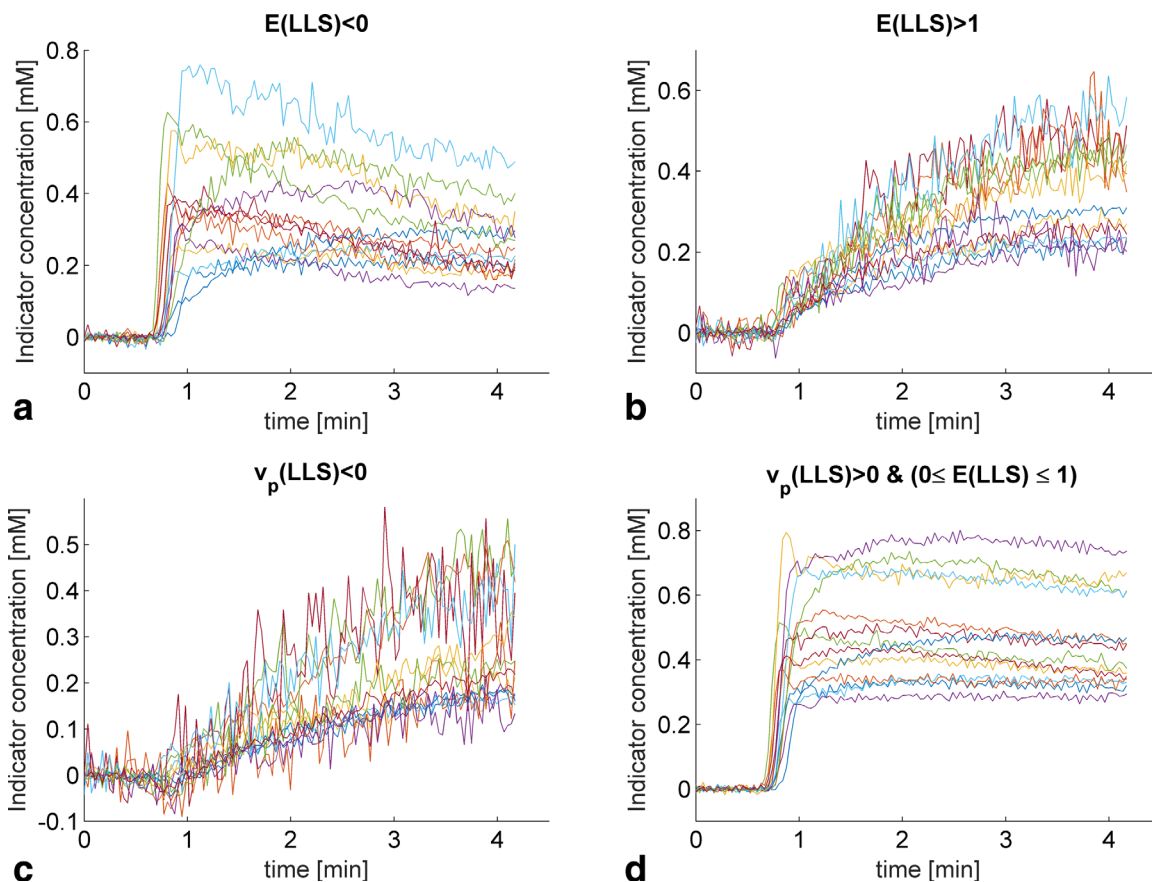 E(LLS)<0
Indicator concentration [mM]
0.8
0.6
0.4
0.2
0
0 1 2 3 4
time [min]
a
E(LLS)>1
Indicator concentration [mM]
0.6
0.4
0.2
0
0 1 2 3 4
time [min]
b
vp(LLS)<0
Indicator concentration [mM]
0.5
0.4
0.3
0.2
0.1
0
-0.1
0 1 2 3 4
time [min]
c
vp(LLS)>0 & (0≤ E(LLS) ≤ 1)
Indicator concentration [mM]
0.8
0.6
0.4
0.2
0
0 1 2 3 4
time [min]
d